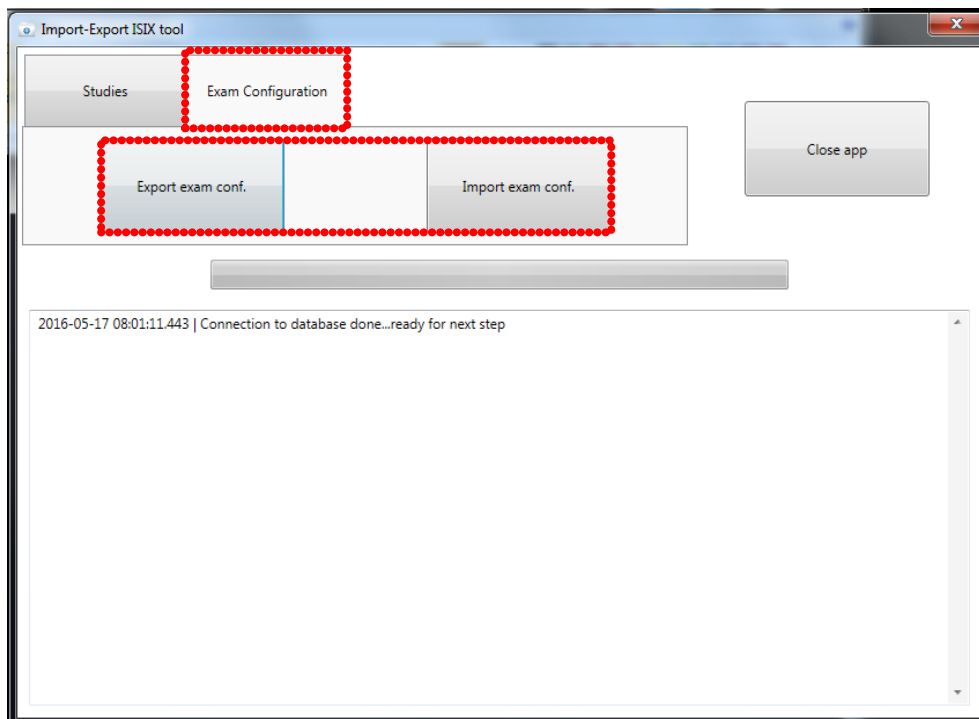 Import-Export ISIX tool
Studies
Exam Configuration
Close app
Export exam conf.
Import exam conf.
2016-05-17 08:01:11.443 | Connection to database done...ready for next step